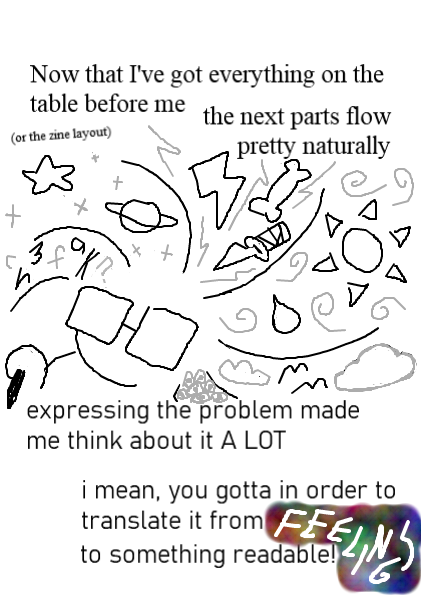 Now that I've got everything on the
table before me
(or the zine layout)
the next parts flow
pretty naturally
expressing the problem made
me think about it A LOT
i mean, you gotta in order to
translate it from FEELING
to something readable!